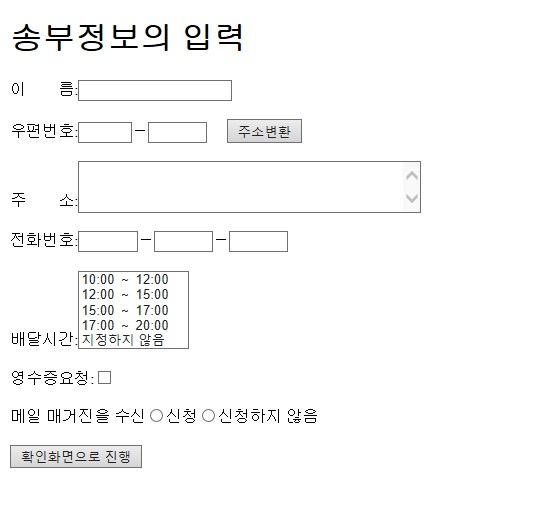 송부정보의 입력
이 름:
우편번호: - 주소변환
주 소:
전화번호: - -
10:00 ~ 12:00
12:00 ~ 15:00
15:00 ~ 17:00
17:00 ~ 20:00
지정하지 않음
배달시간:
영수증요청:
메일 매거진을 수신 신청 신청하지 않음
확인화면으로 진행